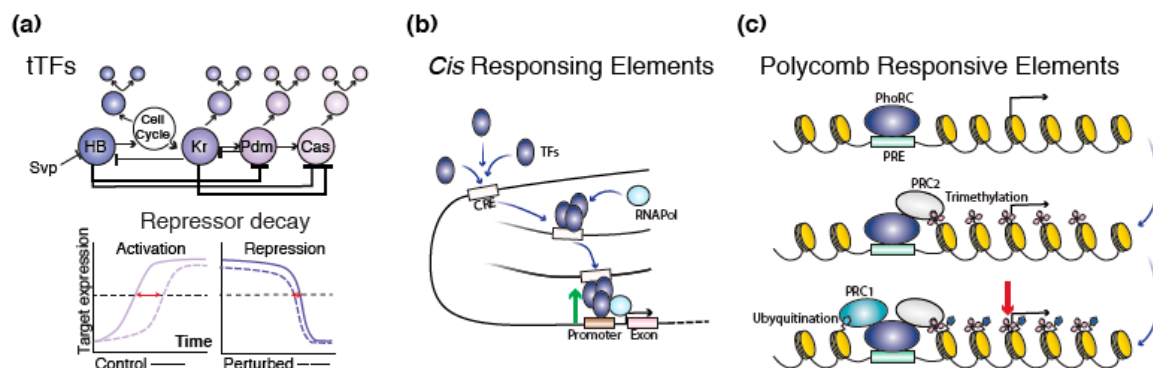 (a)
tTFs
Cell
Cycle
HB
Kr
Pdm
Cas
Svp
Repressor decay
Activation
Repression
Target expression
Time
Control
Perturbed
(b)
Cis Responsing Elements
TFs
CRE
RNAPol
Promoter
Exon
(c)
Polycomb Responsive Elements
PhoRC
PRE
PRC2
Trimethylation
PRC1
Ubyquitination